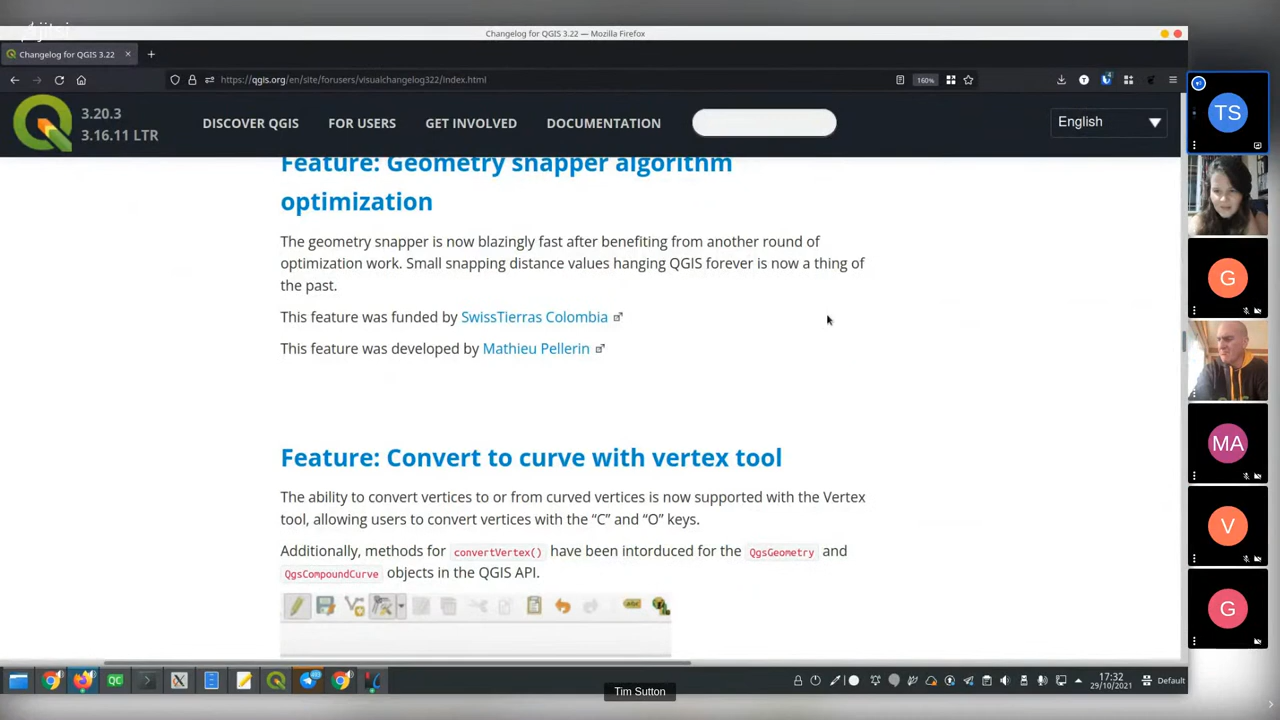 jitsi
Changelog for QGIS 3.22 — Mozilla Firefox
Changelog for QGIS 3.22
https://qgis.org/en/site/forusers/visualchangelog322/index.html
160%
3.20.3
3.16.11 LTR
DISCOVER QGIS
FOR USERS
GET INVOLVED
DOCUMENTATION
English
Feature: Geometry snapper algorithm
optimization
The geometry snapper is now blazingly fast after benefiting from another round of
optimization work. Small snapping distance values hanging QGIS forever is now a thing of
the past.
This feature was funded by SwissTierras Colombia
This feature was developed by Mathieu Pellerin
Feature: Convert to curve with vertex tool
The ability to convert vertices to or from curved vertices is now supported with the Vertex
tool, allowing users to convert vertices with the “C” and “O” keys.
Additionally, methods for convertVertex() have been intorduced for the QgsGeometry and
QgsCompoundCurve objects in the QGIS API.
abc
TS
G
MA
V
G
QC
17:32
29/10/2021
Default
Tim Sutton